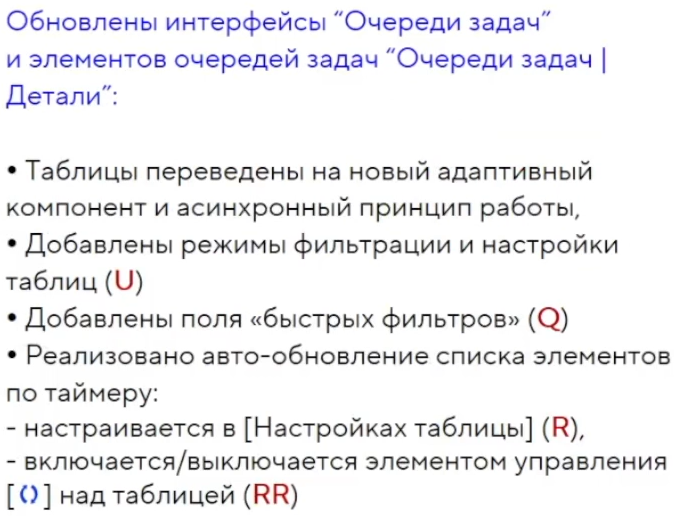 Обновлены интерфейсы “Очереди задач”
и элементов очередей задач “Очереди задач |
Детали”:
• Таблицы переведены на новый адаптивный
компонент и асинхронный принцип работы,
• Добавлены режимы фильтрации и настройки
таблиц (U)
• Добавлены поля «быстрых фильтров» (Q)
• Реализовано авто-обновление списка элементов
по таймеру:
- настраивается в [Настройках таблицы] (R),
- включается/выключается элементом управления
[⟨⟩] над таблицей (RR)